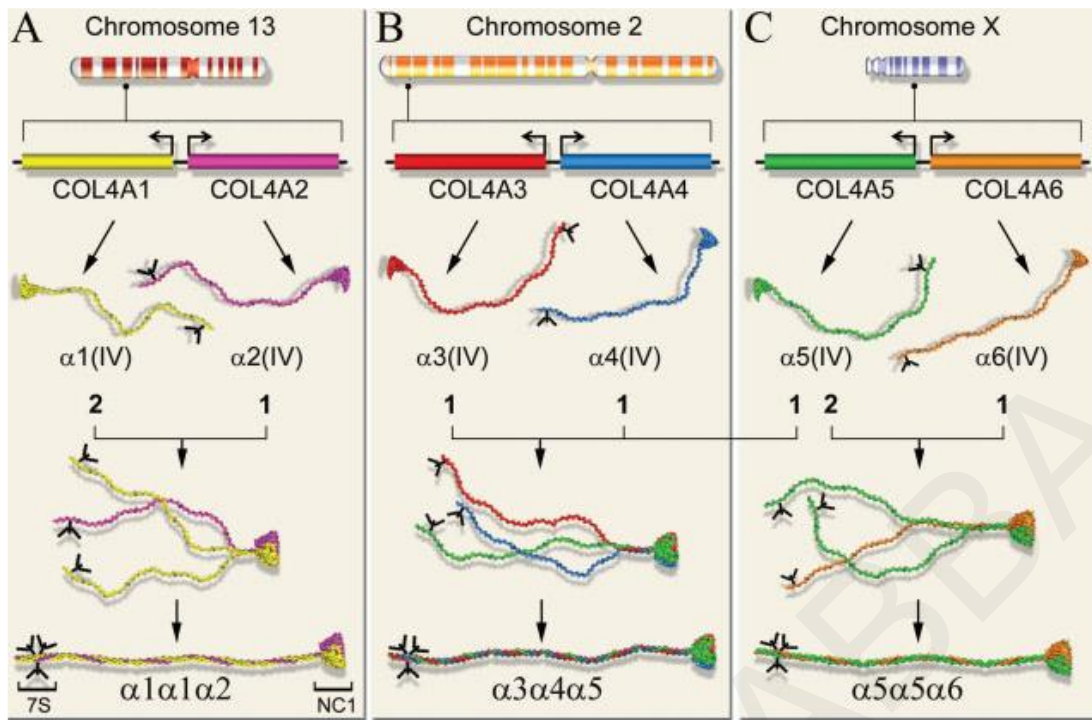 A Chromosome 13
B Chromosome 2
C Chromosome X
COL4A1 COL4A2
COL4A3 COL4A4
COL4A5 COL4A6
α1(IV) α2(IV)
α3(IV) α4(IV)
α5(IV) α6(IV)
2 1
1 1 1
2 1
7S α1α1α2 NC1
α3α4α5
α5α5α6
ABBA